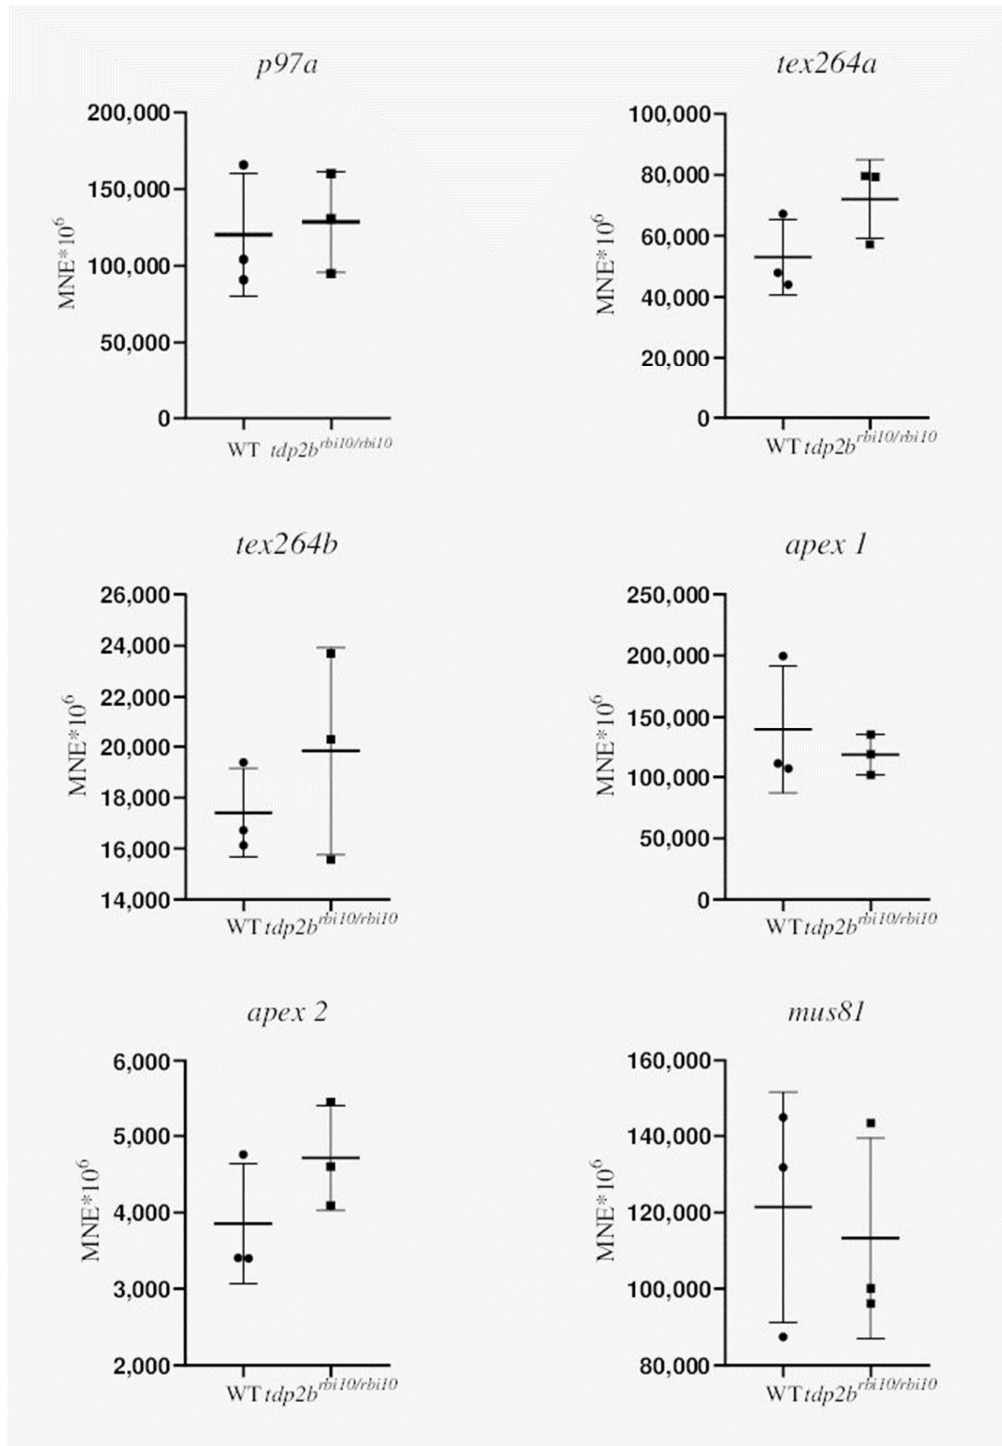 p97a
200,000
150,000
100,000
50,000
0
MNE*10⁶
WT tdp2b^rbi10/rbi10
tex264a
100,000
80,000
60,000
40,000
20,000
0
MNE*10⁶
WT tdp2b^rbi10/rbi10
tex264b
26,000
24,000
22,000
20,000
18,000
16,000
14,000
MNE*10⁶
WT tdp2b^rbi10/rbi10
apex 1
250,000
200,000
150,000
100,000
50,000
0
MNE*10⁶
WT tdp2b^rbi10/rbi10
apex 2
6,000
5,000
4,000
3,000
2,000
MNE*10⁶
WT tdp2b^rbi10/rbi10
mus81
160,000
140,000
120,000
100,000
80,000
MNE*10⁶
WT tdp2b^rbi10/rbi10